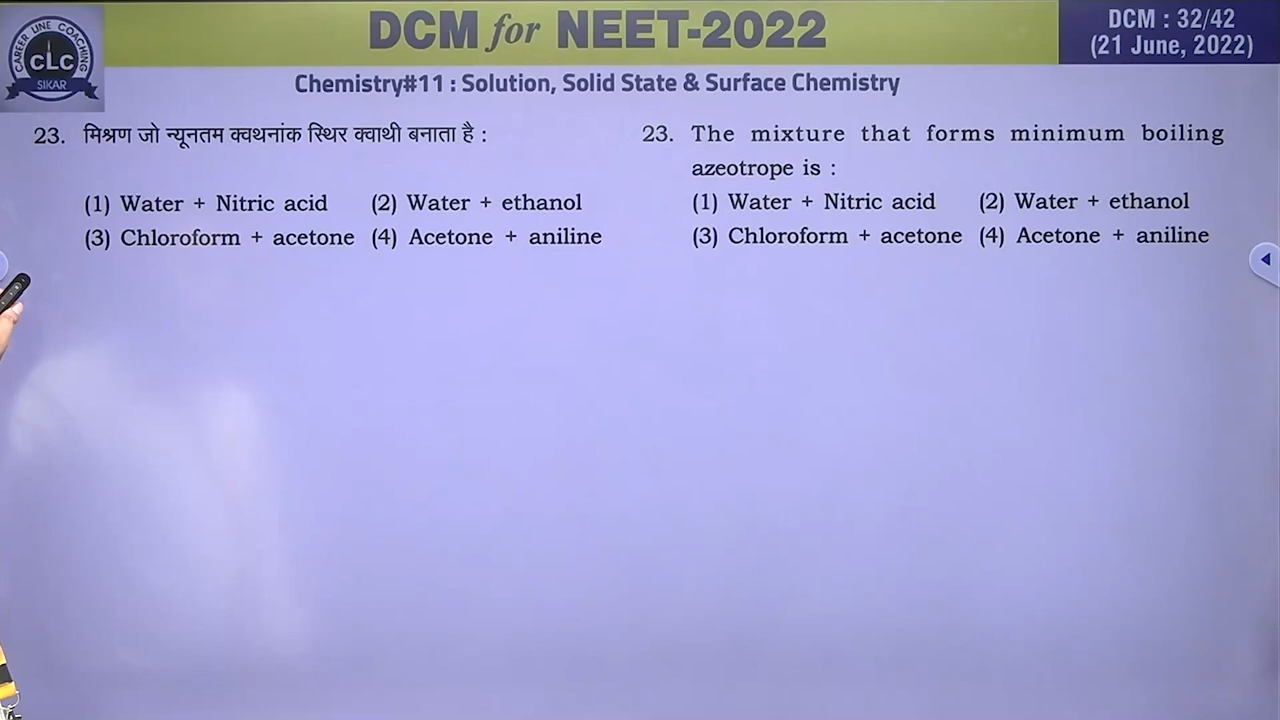 CAREER LINE COACHING
CLC
SIKAR
DCM for NEET-2022
DCM : 32/42
(21 June, 2022)
Chemistry#11 : Solution, Solid State & Surface Chemistry
23. मिश्रण जो न्यूनतम क्वथनांक स्थिर क्वाथी बनाता है :
(1) Water + Nitric acid (2) Water + ethanol
(3) Chloroform + acetone (4) Acetone + aniline
23. The mixture that forms minimum boiling
azeotrope is :
(1) Water + Nitric acid (2) Water + ethanol
(3) Chloroform + acetone (4) Acetone + aniline